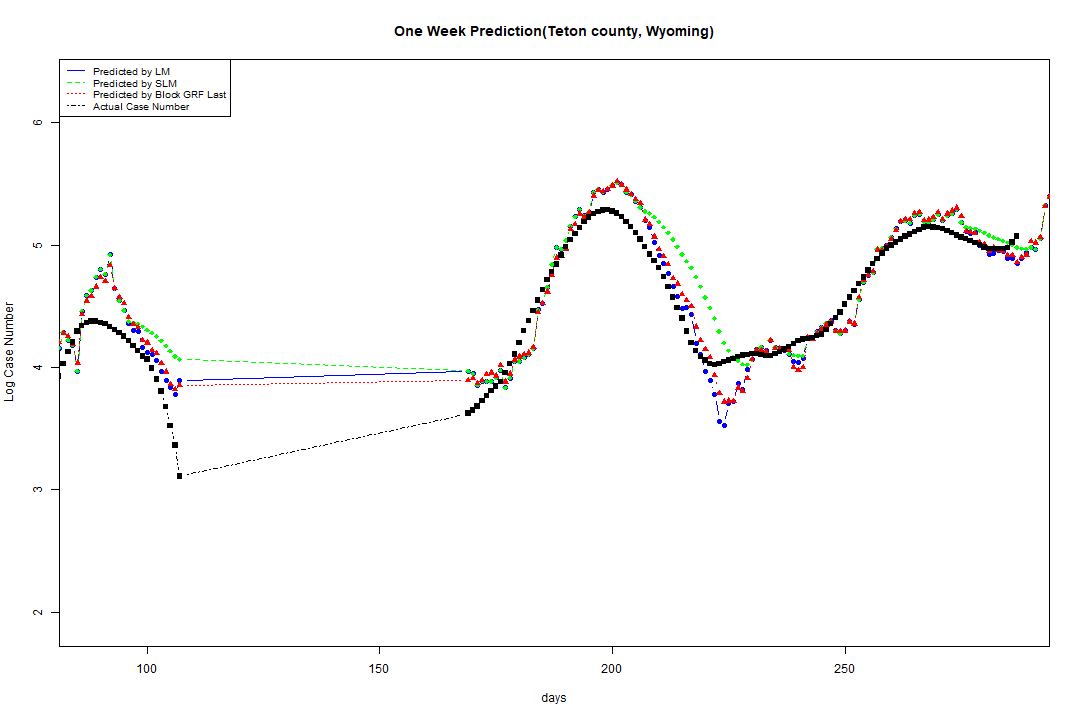 One Week Prediction(Teton county, Wyoming)
Predicted by LM
Predicted by SLM
Predicted by Block GRF Last
Actual Case Number
Log Case Number
6
5
4
3
2
100 150 200 250
days